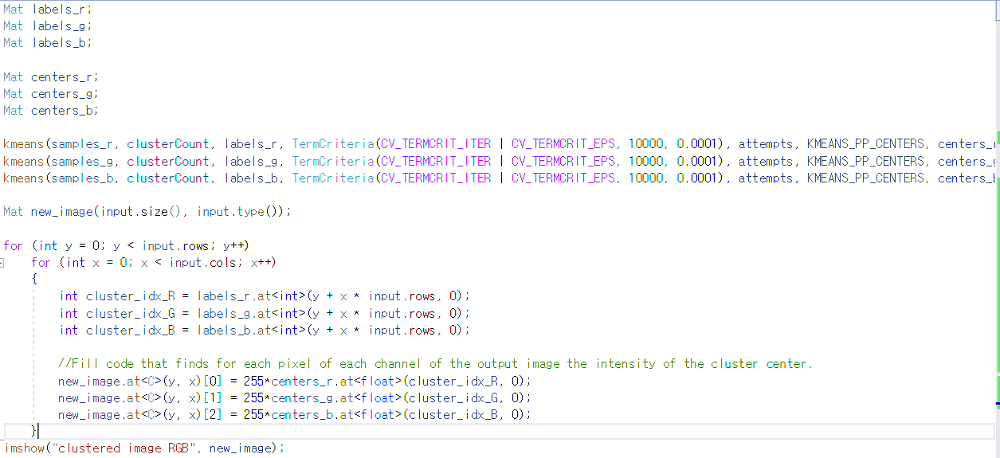 Mat labels_r;
Mat labels_g;
Mat labels_b;
Mat centers_r;
Mat centers_g;
Mat centers_b;
kmeans(samples_r, clusterCount, labels_r, TermCriteria(CV_TERMCRIT_ITER | CV_TERMCRIT_EPS, 10000, 0.0001), attempts, KMEANS_PP_CENTERS, centers_
kmeans(samples_g, clusterCount, labels_g, TermCriteria(CV_TERMCRIT_ITER | CV_TERMCRIT_EPS, 10000, 0.0001), attempts, KMEANS_PP_CENTERS, centers_
kmeans(samples_b, clusterCount, labels_b, TermCriteria(CV_TERMCRIT_ITER | CV_TERMCRIT_EPS, 10000, 0.0001), attempts, KMEANS_PP_CENTERS, centers_
Mat new_image(input.size(), input.type());
for (int y = 0; y < input.rows; y++)
for (int x = 0; x < input.cols; x++)
{
int cluster_idx_R = labels_r.at<int>(y + x * input.rows, 0);
int cluster_idx_G = labels_g.at<int>(y + x * input.rows, 0);
int cluster_idx_B = labels_b.at<int>(y + x * input.rows, 0);
//Fill code that finds for each pixel of each channel of the output image the intensity of the cluster center.
new_image.at<C>(y, x)[0] = 255*centers_r.at<float>(cluster_idx_R, 0);
new_image.at<C>(y, x)[1] = 255*centers_g.at<float>(cluster_idx_G, 0);
new_image.at<C>(y, x)[2] = 255*centers_b.at<float>(cluster_idx_B, 0);
}
imshow("clustered image RGB", new_image);